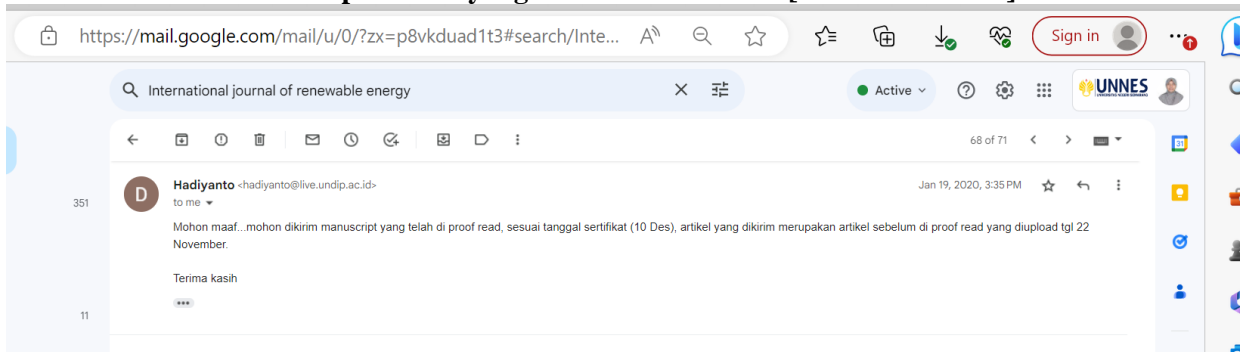 https://mail.google.com/mail/u/0/?zx=p8vkduad1t3#search/Inte... A Sign in
International journal of renewable energy Active UNNES
68 of 71 31
D Hadiyanto <hadiyanto@live.undip.ac.id> Jan 19, 2020, 3:35 PM
351 to me
Mohon maaf...mohon dikirim manuscript yang telah di proof read, sesuai tanggal sertifikat (10 Des), artikel yang dikirim merupakan artikel sebelum di proof read yang diupload tgl 22
November.
Terima kasih
11